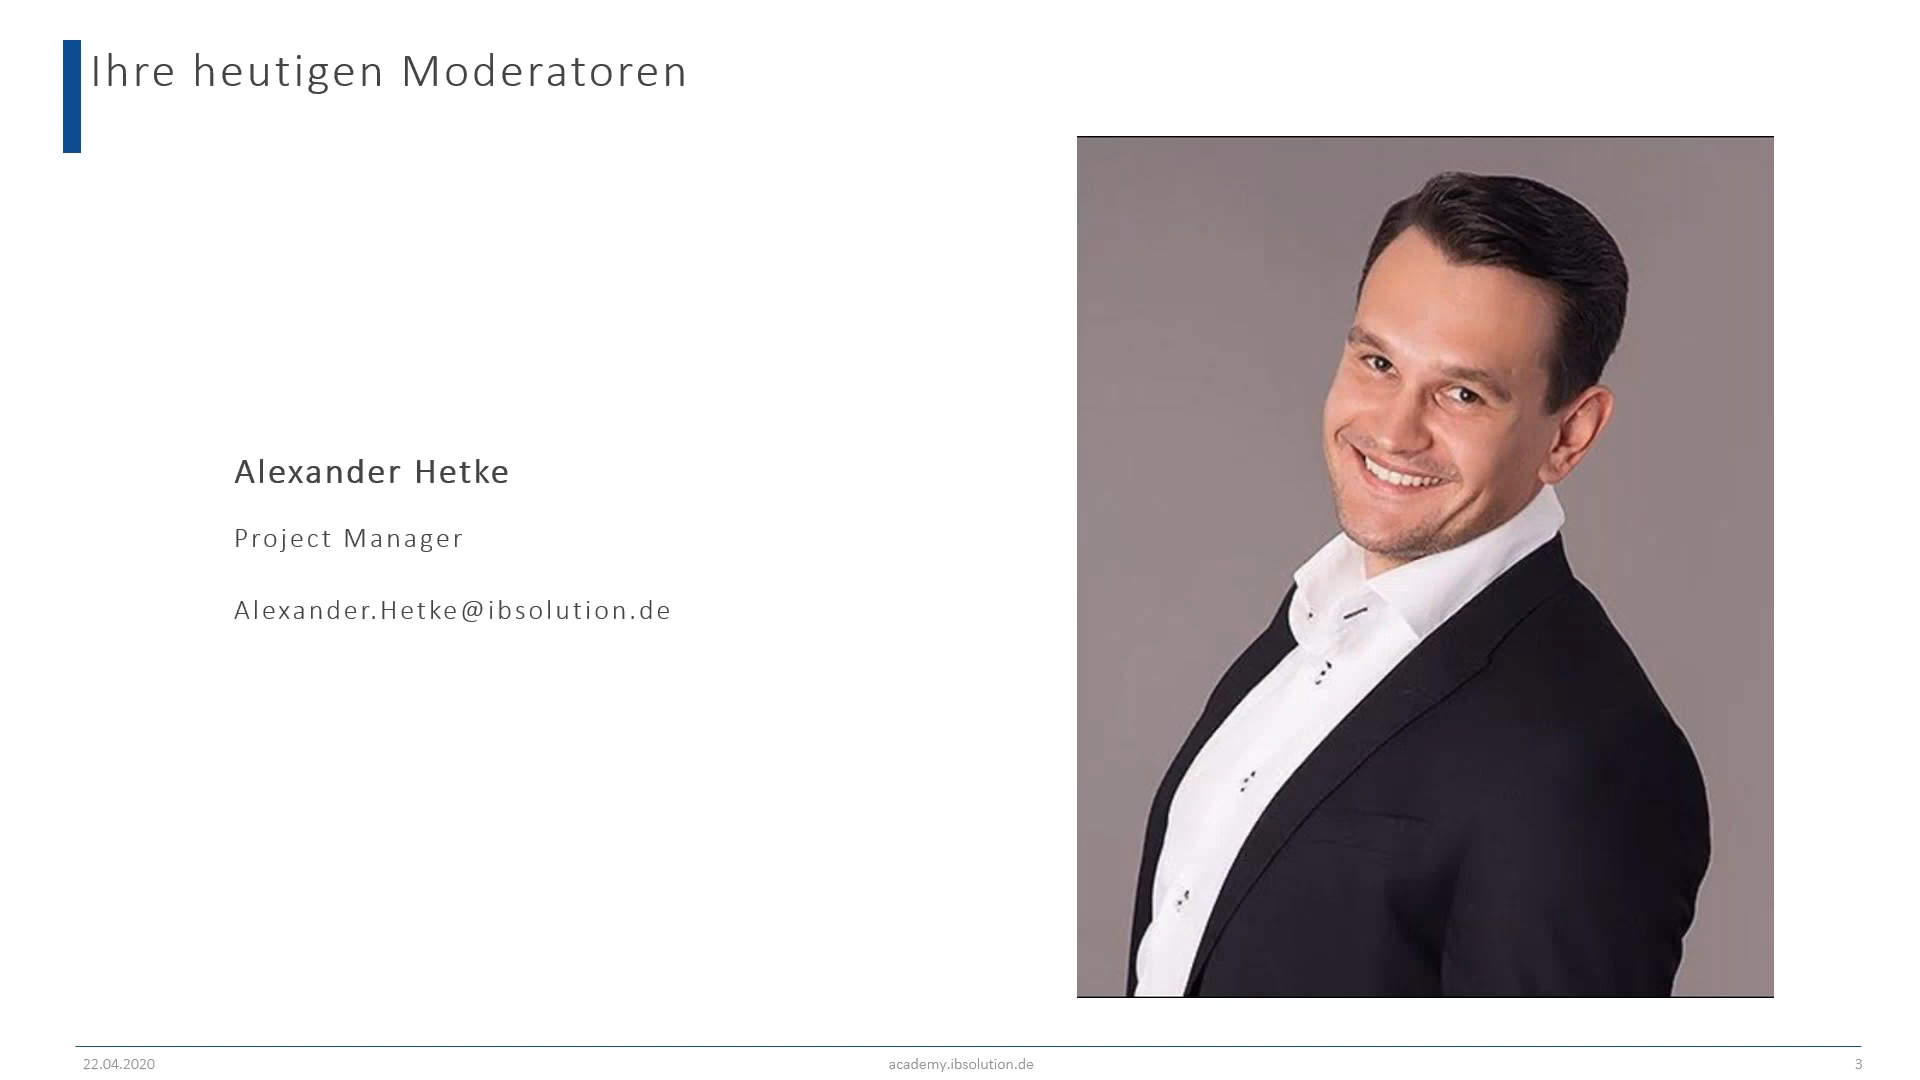 Ihre heutigen Moderatoren
Alexander Hetke
Project Manager
Alexander.Hetke@ibsolution.de
22.04.2020
academy.ibsolution.de
3